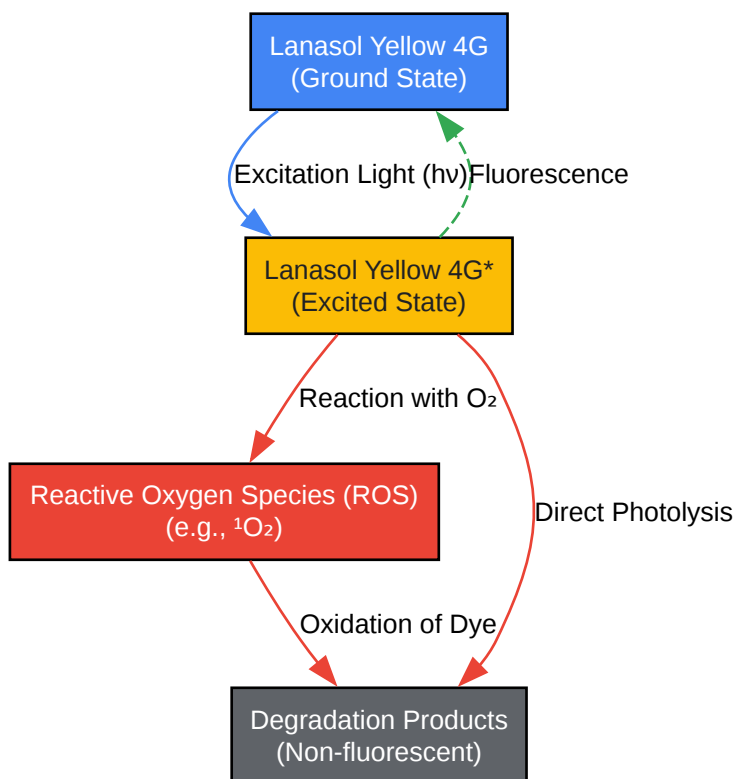 Lanasol Yellow 4G
(Ground State)
Excitation Light (hν)
Fluorescence
Lanasol Yellow 4G*
(Excited State)
Reaction with O₂
Reactive Oxygen Species (ROS)
(e.g., ¹O₂)
Direct Photolysis
Oxidation of Dye
Degradation Products
(Non-fluorescent)